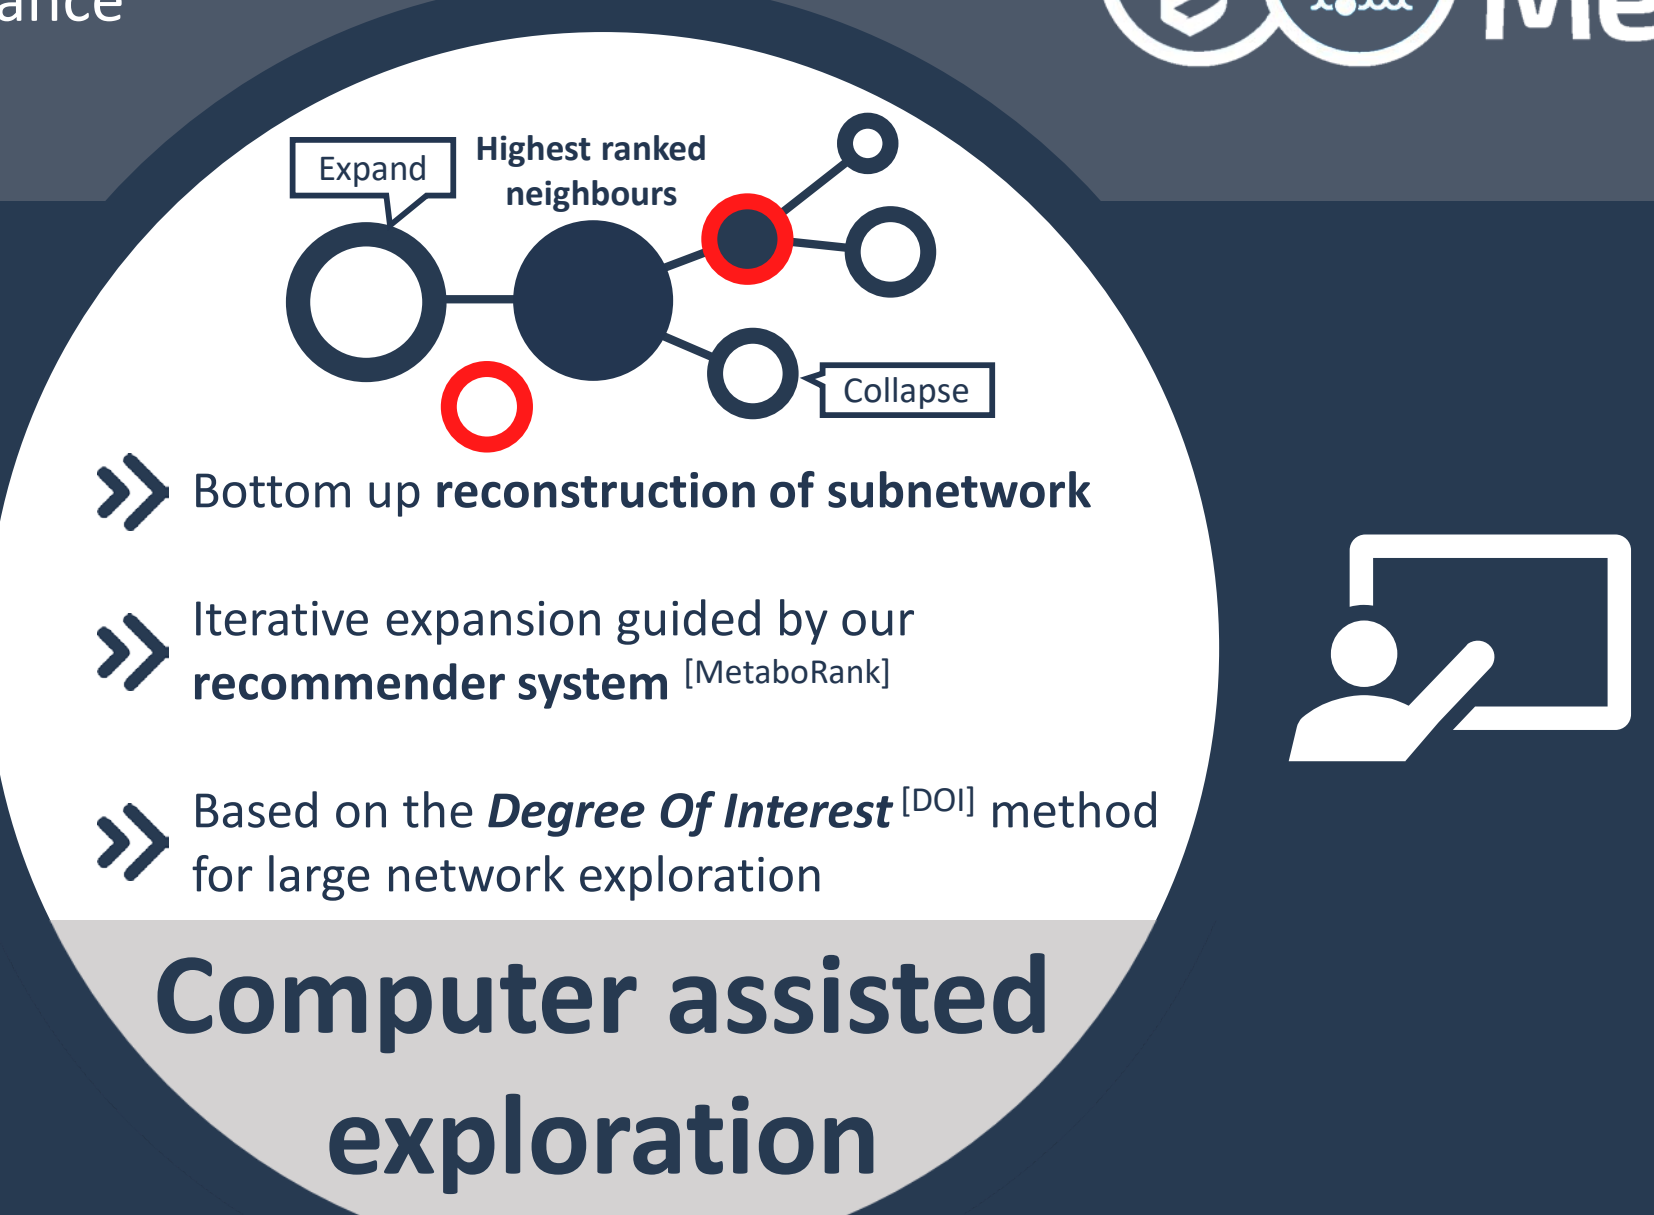 Expand
Highest ranked
neighbours
Collapse
Bottom up reconstruction of subnetwork
Iterative expansion guided by our
recommender system [MetaboRank]
Based on the Degree Of Interest [DOI] method
for large network exploration
Computer assisted
exploration